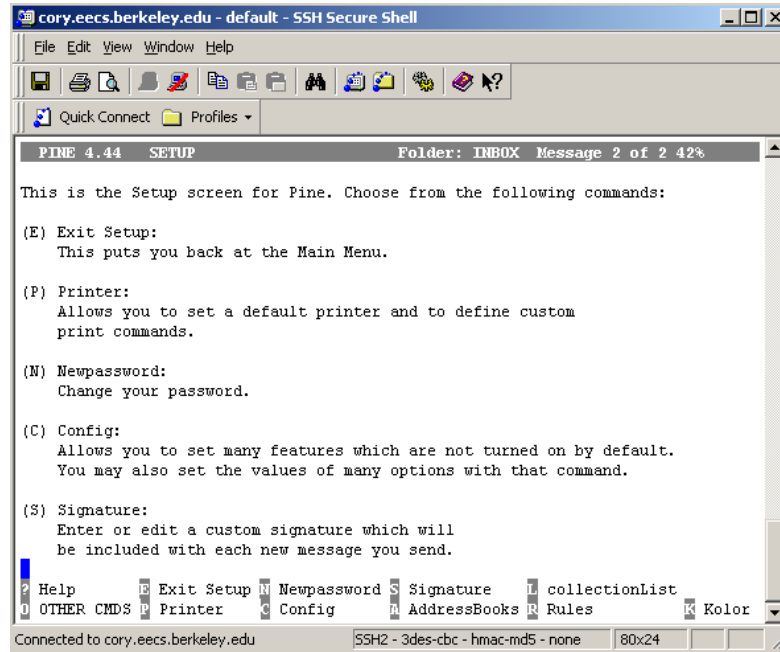 cory.eecs.berkeley.edu - default - SSH Secure Shell
File Edit View Window Help
Quick Connect Profiles
PINE 4.44 SETUP Folder: INBOX Message 2 of 2 42%
This is the Setup screen for Pine. Choose from the following commands:
(E) Exit Setup:
This puts you back at the Main Menu.
(P) Printer:
Allows you to set a default printer and to define custom
print commands.
(N) Newpassword:
Change your password.
(C) Config:
Allows you to set many features which are not turned on by default.
You may also set the values of many options with that command.
(S) Signature:
Enter or edit a custom signature which will
be included with each new message you send.
? Help E Exit Setup N Newpassword S Signature L collectionList
O OTHER CMDS P Printer C Config A AddressBooks R Rules K Kolor
Connected to cory.eecs.berkeley.edu SSH2 - 3des-cbc - hmac-md5 - none 80x24